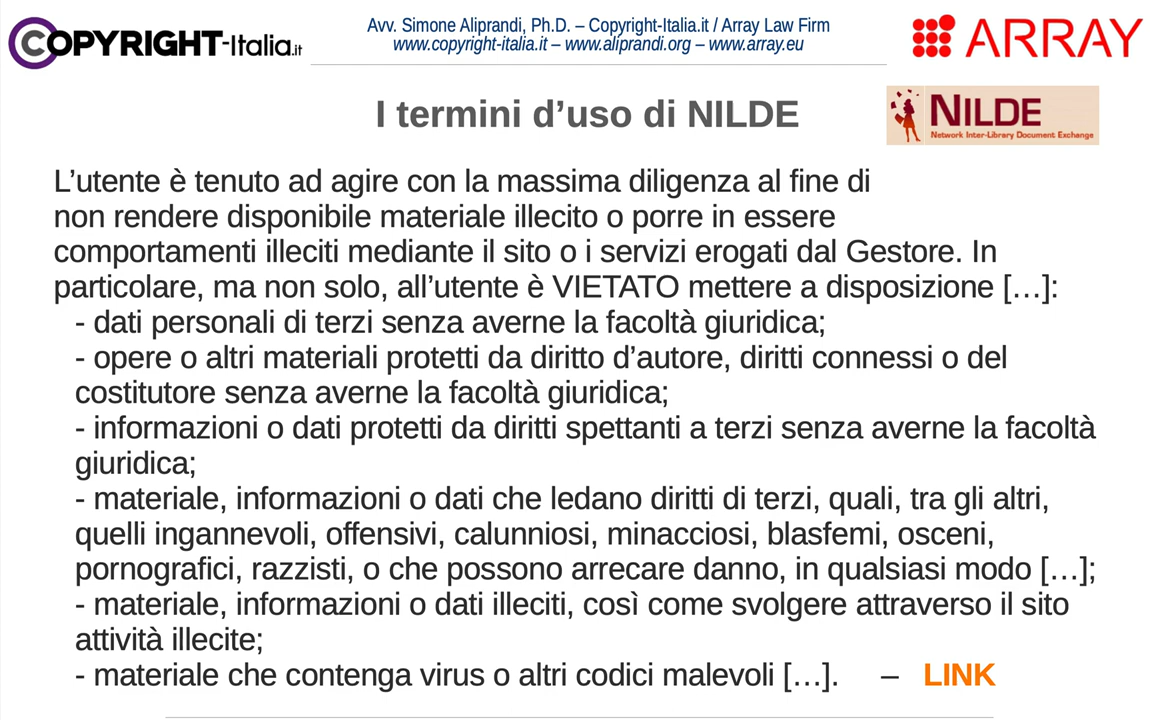 COPYRIGHT-Italia.it
Avv. Simone Aliprandi, Ph.D. – Copyright-Italia.it / Array Law Firm
www.copyright-italia.it – www.aliprandi.org – www.array.eu
ARRAY
I termini d’uso di NILDE
NILDE
Network Inter-Library Document Exchange
L’utente è tenuto ad agire con la massima diligenza al fine di
non rendere disponibile materiale illecito o porre in essere
comportamenti illeciti mediante il sito o i servizi erogati dal Gestore. In
particolare, ma non solo, all’utente è VIETATO mettere a disposizione […]:
- dati personali di terzi senza averne la facoltà giuridica;
- opere o altri materiali protetti da diritto d’autore, diritti connessi o del
costitutore senza averne la facoltà giuridica;
- informazioni o dati protetti da diritti spettanti a terzi senza averne la facoltà
giuridica;
- materiale, informazioni o dati che ledano diritti di terzi, quali, tra gli altri,
quelli ingannevoli, offensivi, calunniosi, minacciosi, blasfemi, osceni,
pornografici, razzisti, o che possono arrecare danno, in qualsiasi modo […];
- materiale, informazioni o dati illeciti, così come svolgere attraverso il sito
attività illecite;
- materiale che contenga virus o altri codici malevoli […]. – LINK